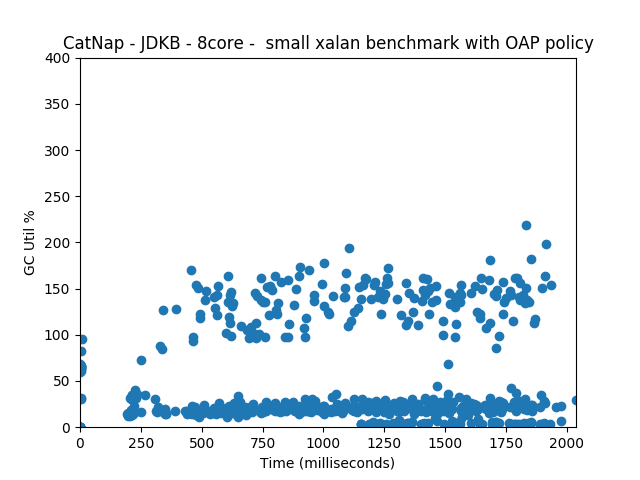 CatNap - JDKB - 8core -  small xalan benchmark with OAP policy
400
350
300
250
200
150
100
50
0
GC Util %
0 250 500 750 1000 1250 1500 1750 2000
Time (milliseconds)